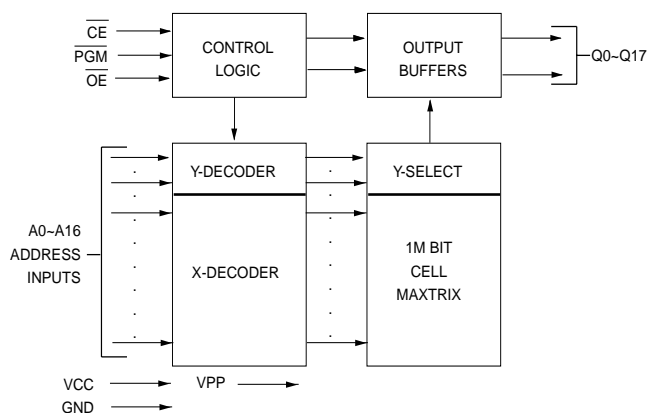 CE
PGM
OE
CONTROL
LOGIC
OUTPUT
BUFFERS
Q0~Q17
A0~A16
ADDRESS
INPUTS
Y-DECODER
X-DECODER
Y-SELECT
1M BIT
CELL
MAXTRIX
VCC
GND
VPP